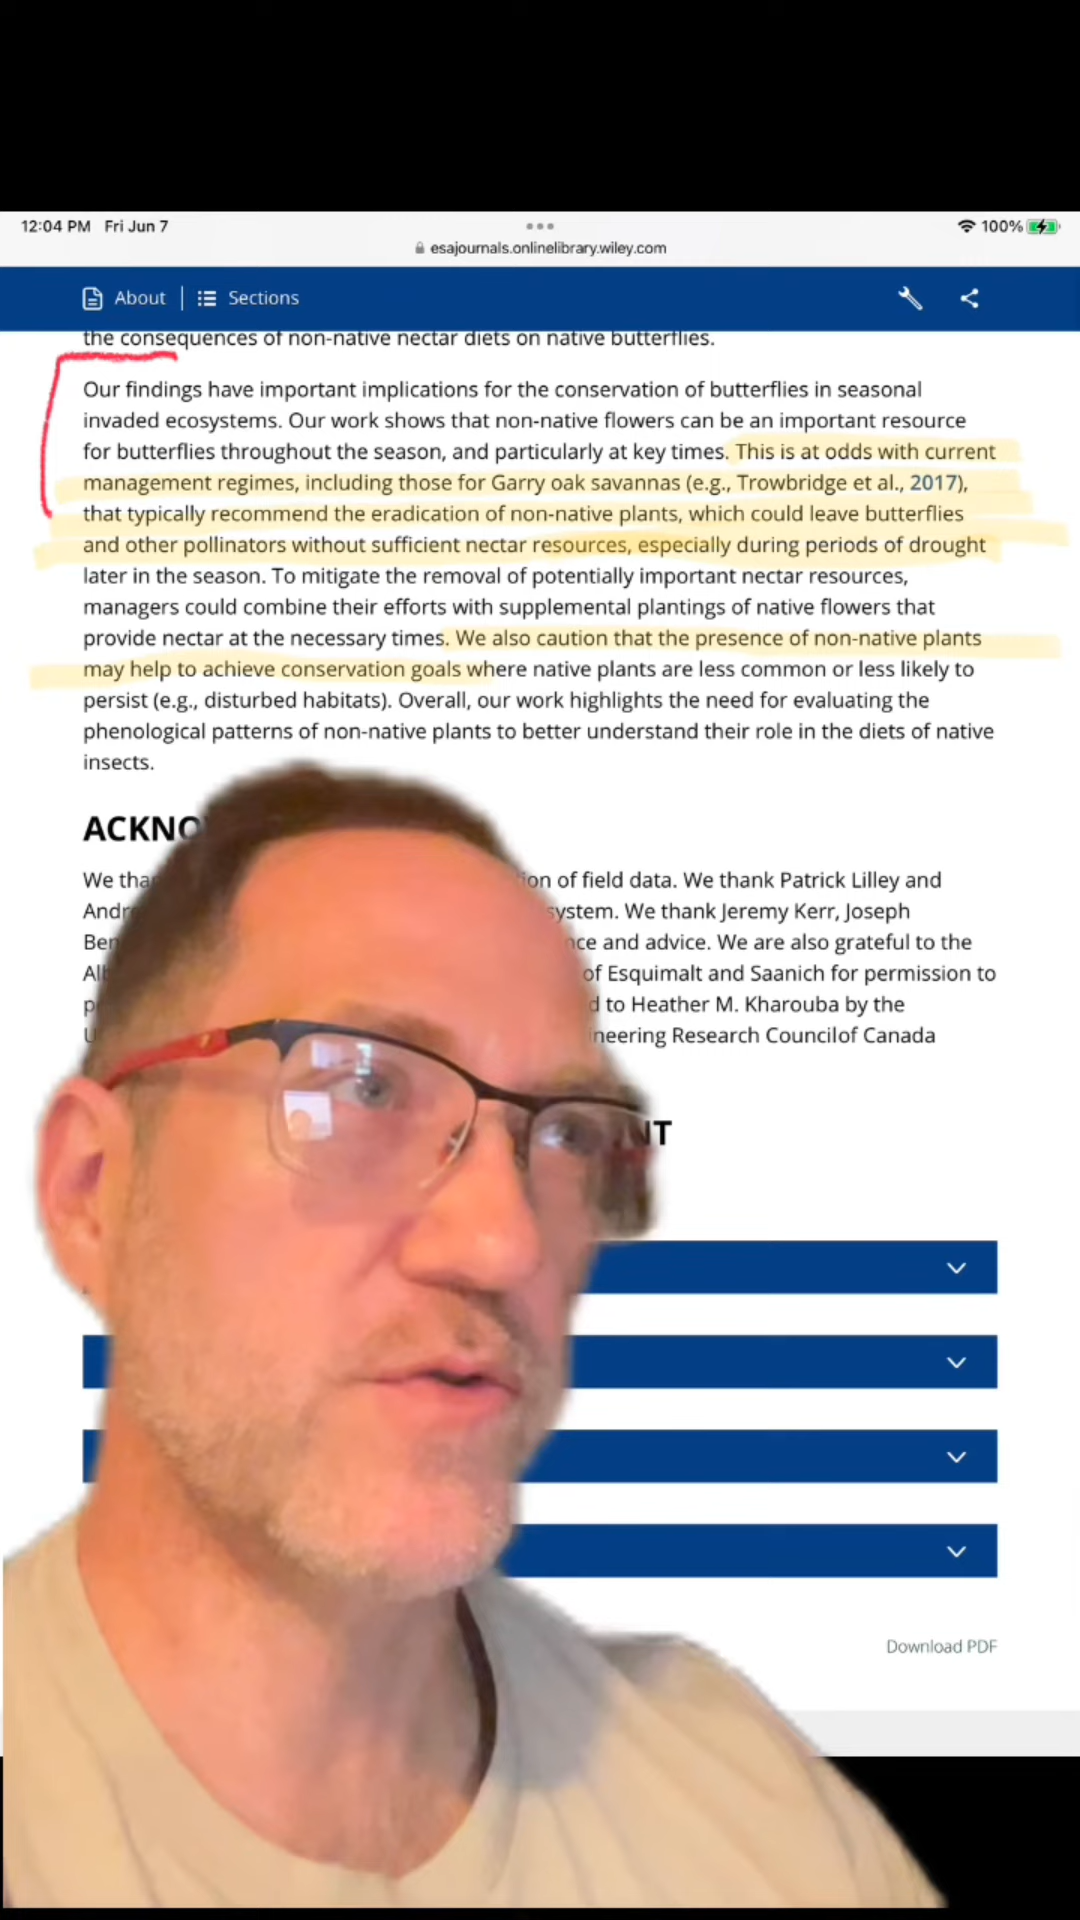 12:04 PM Fri Jun 7
100%
esajournals.onlinelibrary.wiley.com
About
Sections
the consequences of non-native nectar diets on native butterflies.
Our findings have important implications for the conservation of butterflies in seasonal
invaded ecosystems. Our work shows that non-native flowers can be an important resource
for butterflies throughout the season, and particularly at key times. This is at odds with current
management regimes, including those for Garry oak savannas (e.g., Trowbridge et al., 2017),
that typically recommend the eradication of non-native plants, which could leave butterflies
and other pollinators without sufficient nectar resources, especially during periods of drought
later in the season. To mitigate the removal of potentially important nectar resources,
managers could combine their efforts with supplemental plantings of native flowers that
provide nectar at the necessary times. We also caution that the presence of non-native plants
may help to achieve conservation goals where native plants are less common or less likely to
persist (e.g., disturbed habitats). Overall, our work highlights the need for evaluating the
phenological patterns of non-native plants to better understand their role in the diets of native
insects.
ACKNO
We of field data. We thank Patrick Lilley and
system. We thank Jeremy Kerr, Joseph
and advice. We are also grateful to the
of Esquimalt and Saanich for permission to
to Heather M. Kharouba by the
Research Councilof Canada
NT
Download PDF